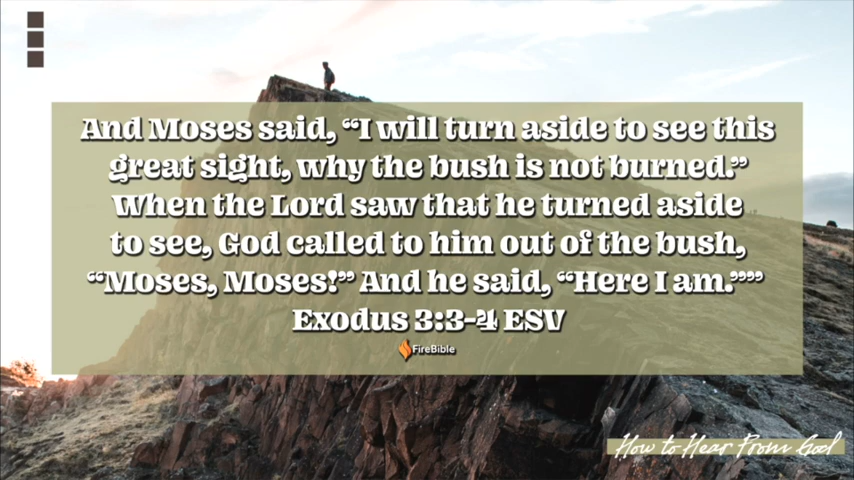 And Moses said, “I will turn aside to see this
great sight, why the bush is not burned.”
When the Lord saw that he turned aside
to see, God called to him out of the bush,
“Moses, Moses!” And he said, “Here I am.””
Exodus 3:3-4 ESV
FireBible
How to Hear From God